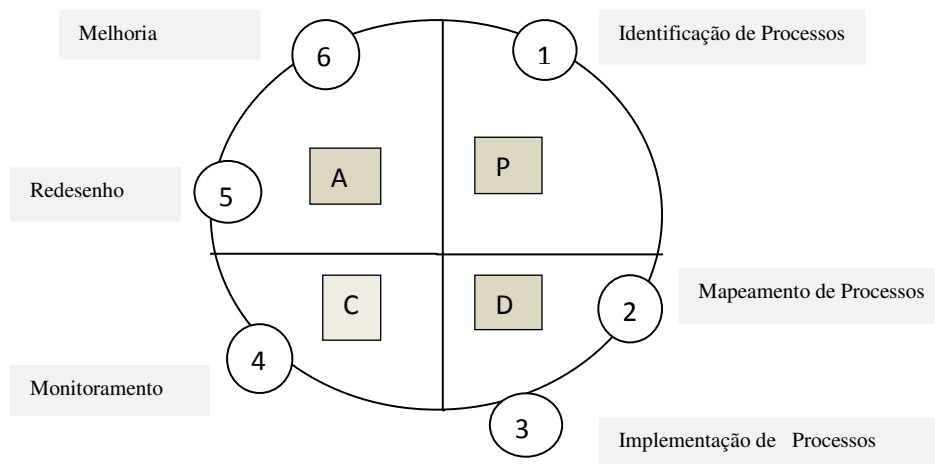 Melhoria
6
1
Identificação de Processos
A
P
Redesenho
5
C
D
Mapeamento de Processos
2
4
Monitoramento
3
Implementação de Processos